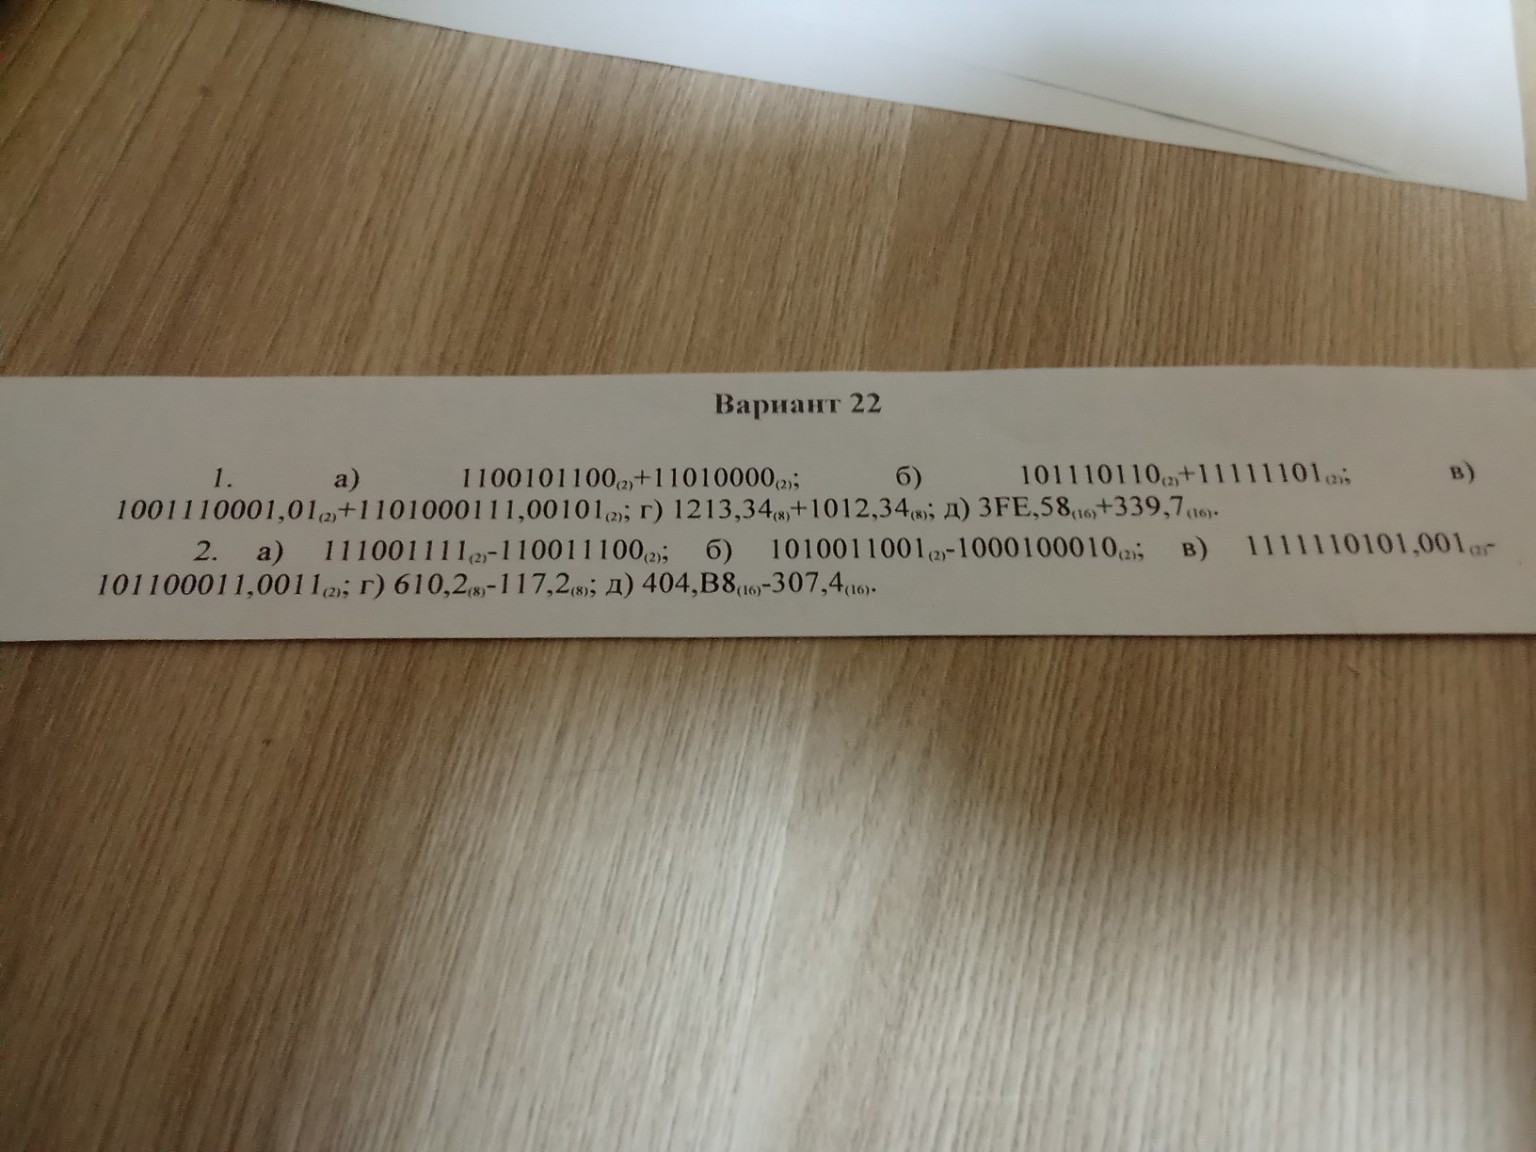 Вариант 22
1. а) 1100101100(2)+11010000(2); б) 101110110(2)+11111101(2); в)
1001110001,01(2)+1101000111,00101(2); г) 1213,34(8)+1012,34(8); д) 3FE,58(16)+339,7(16).
2. а) 111001111(2)-110011100(2); б) 1010011001(2)-1000100010(2); в) 1111110101,001(2)-
101100011,0011(2); г) 610,2(8)-117,2(8); д) 404,B8(16)-307,4(16).